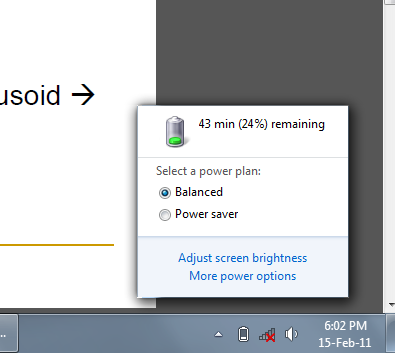 usoid →
43 min (24%) remaining
Select a power plan:
Balanced
Power saver
Adjust screen brightness
More power options
...
6:02 PM
15-Feb-11